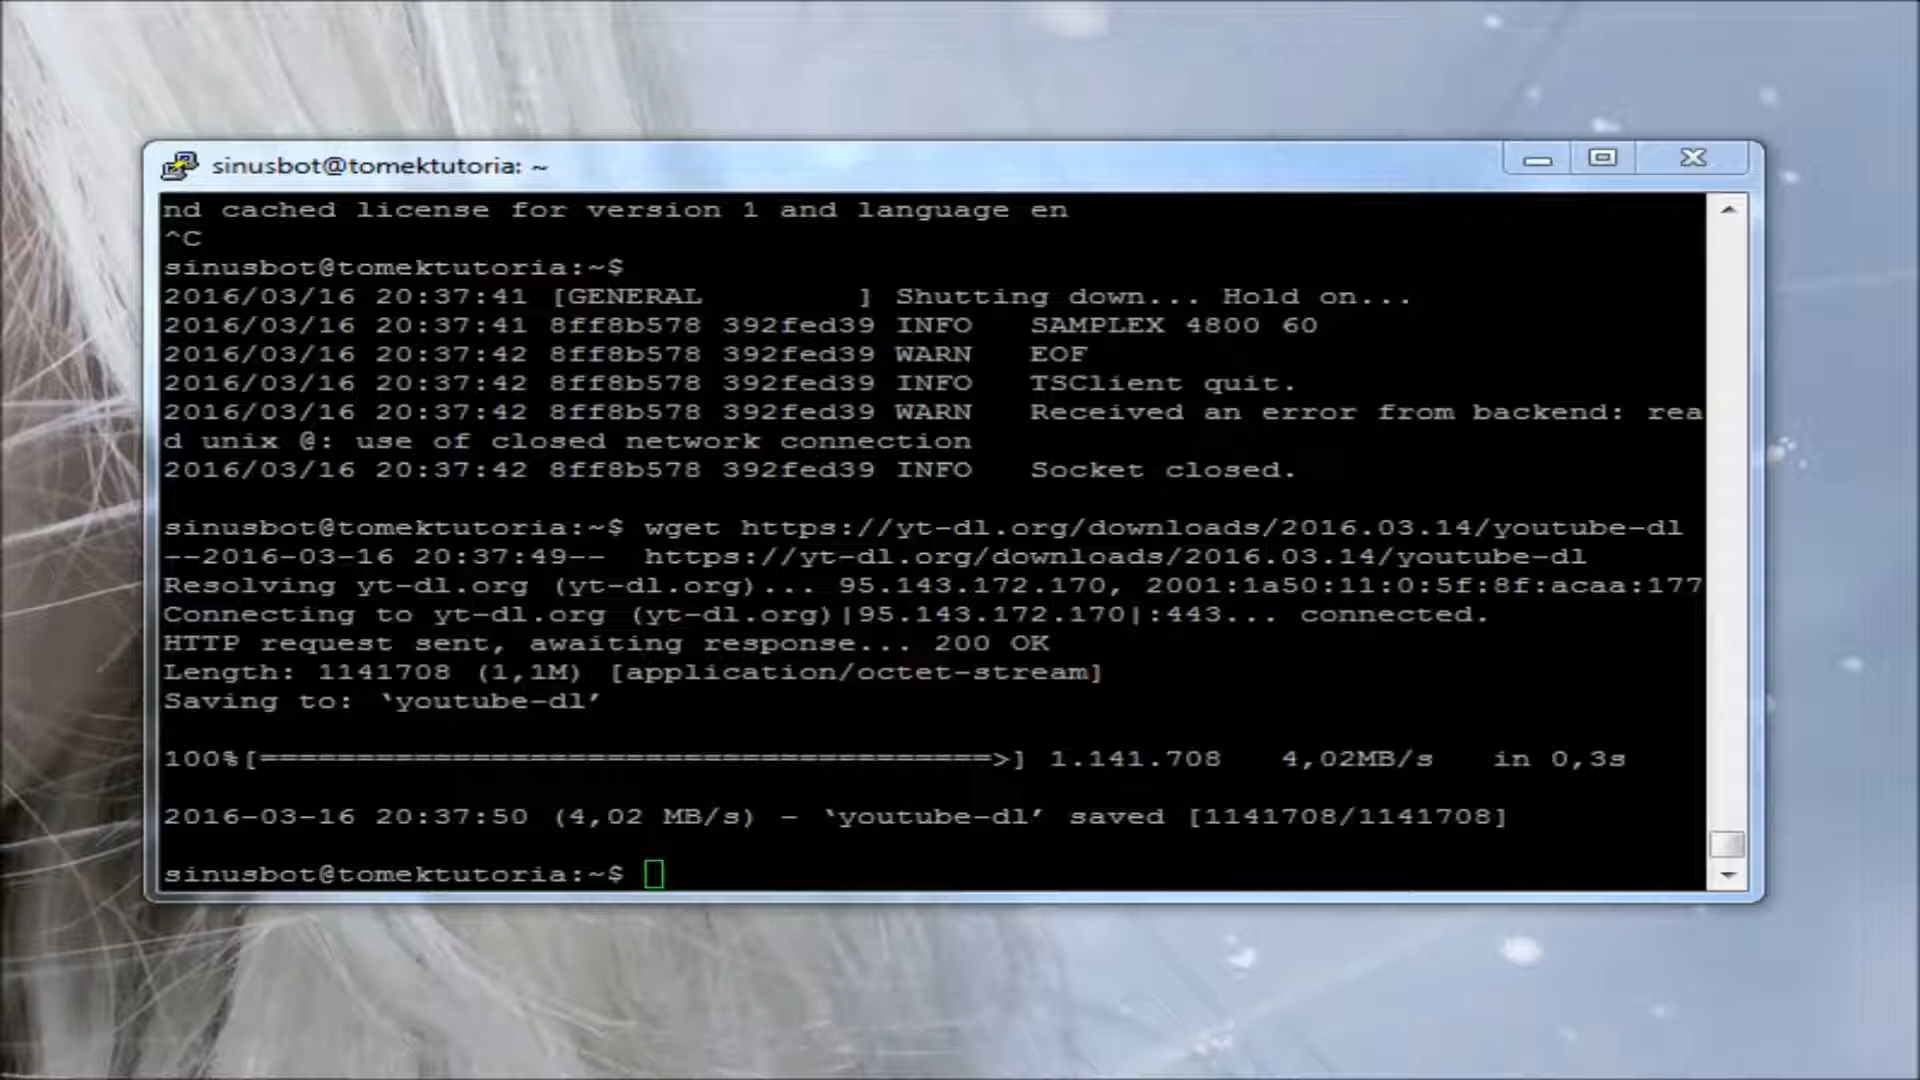 sinusbot@tomektutoria: ~
nd cached license for version 1 and language en
^C
sinusbot@tomektutoria:~$
2016/03/16 20:37:41 [GENERAL        ] Shutting down... Hold on...
2016/03/16 20:37:41 8ff8b578 392fed39 INFO   SAMPLEX 4800 60
2016/03/16 20:37:42 8ff8b578 392fed39 WARN   EOF
2016/03/16 20:37:42 8ff8b578 392fed39 INFO   TSClient quit.
2016/03/16 20:37:42 8ff8b578 392fed39 WARN   Received an error from backend: rea
d unix @: use of closed network connection
2016/03/16 20:37:42 8ff8b578 392fed39 INFO   Socket closed.
sinusbot@tomektutoria:~$ wget https://yt-dl.org/downloads/2016.03.14/youtube-dl
--2016-03-16 20:37:49--  https://yt-dl.org/downloads/2016.03.14/youtube-dl
Resolving yt-dl.org (yt-dl.org)... 95.143.172.170, 2001:1a50:11:0:5f:8f:acaa:177
Connecting to yt-dl.org (yt-dl.org)|95.143.172.170|:443... connected.
HTTP request sent, awaiting response... 200 OK
Length: 1141708 (1,1M) [application/octet-stream]
Saving to: ‘youtube-dl’
100%[======================================>] 1.141.708   4,02MB/s   in 0,3s
2016-03-16 20:37:50 (4,02 MB/s) - ‘youtube-dl’ saved [1141708/1141708]
sinusbot@tomektutoria:~$